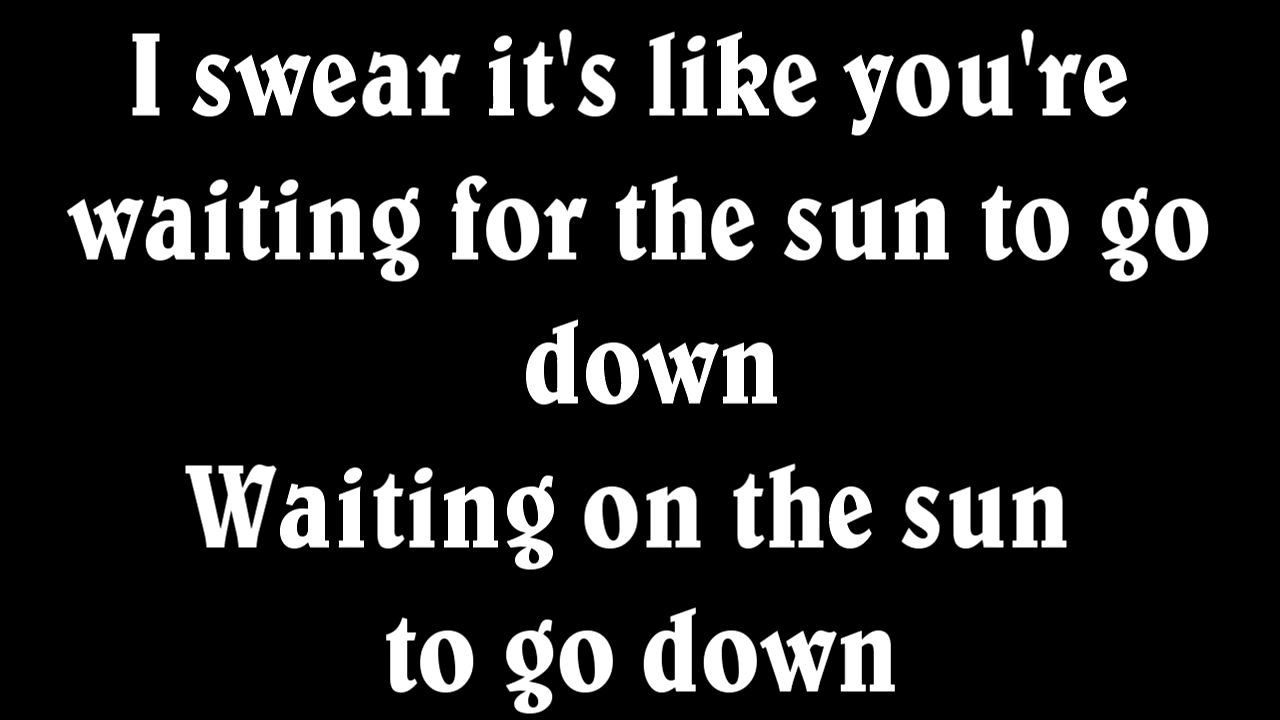 I swear it's like you're
waiting for the sun to go
down
Waiting on the sun
to go down